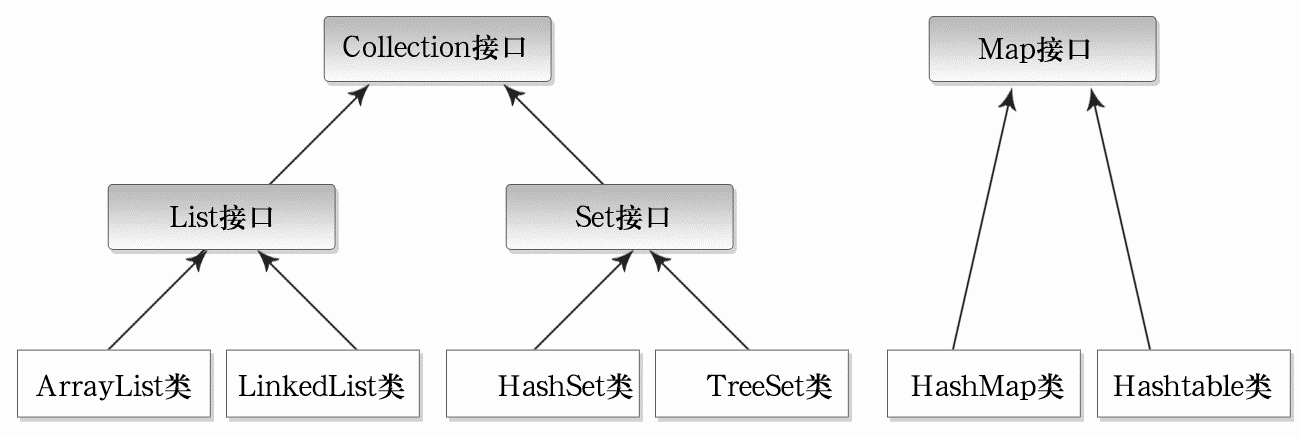 Collection接口
Map接口
List接口
Set接口
ArrayList类
LinkedList类
HashSet类
TreeSet类
HashMap类
Hashtable类